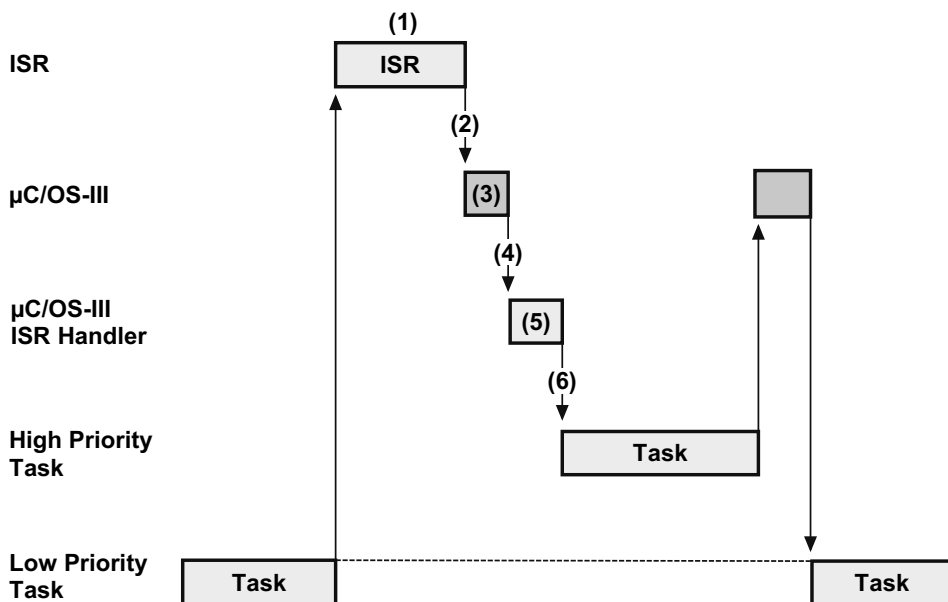 (1)
ISR
ISR
(2)
µC/OS-III
(3)
(4)
µC/OS-III
ISR Handler
(5)
(6)
High Priority
Task
Task
Low Priority
Task
Task
Task